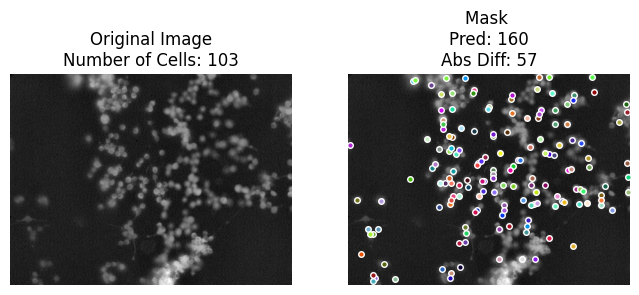 Original Image
Number of Cells: 103
Mask
Pred: 160
Abs Diff: 57